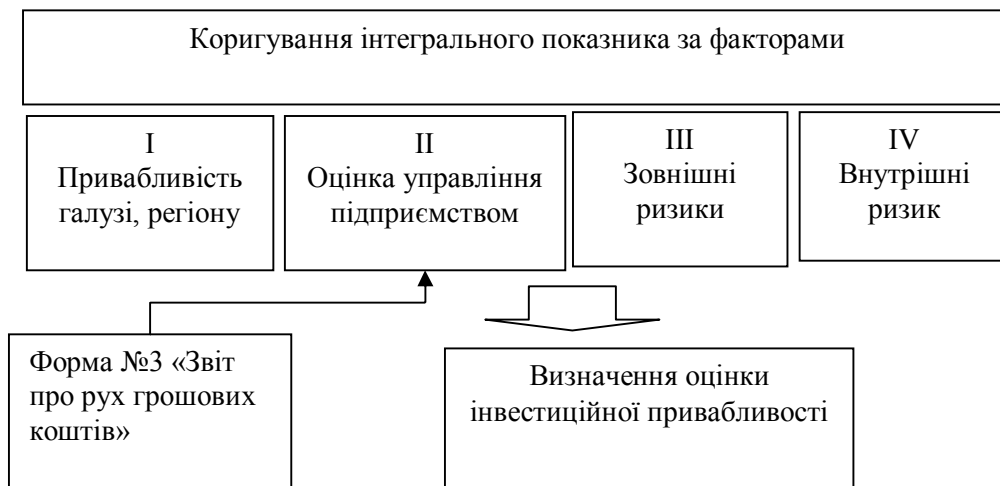 Коригування інтегрального показника за факторами
I
Привабливість
галузі, регіону
II
Оцінка управління
підприємством
III
Зовнішні
ризики
IV
Внутрішні
ризик
Форма №3 «Звіт
про рух грошових
коштів»
Визначення оцінки
інвестиційної привабливості